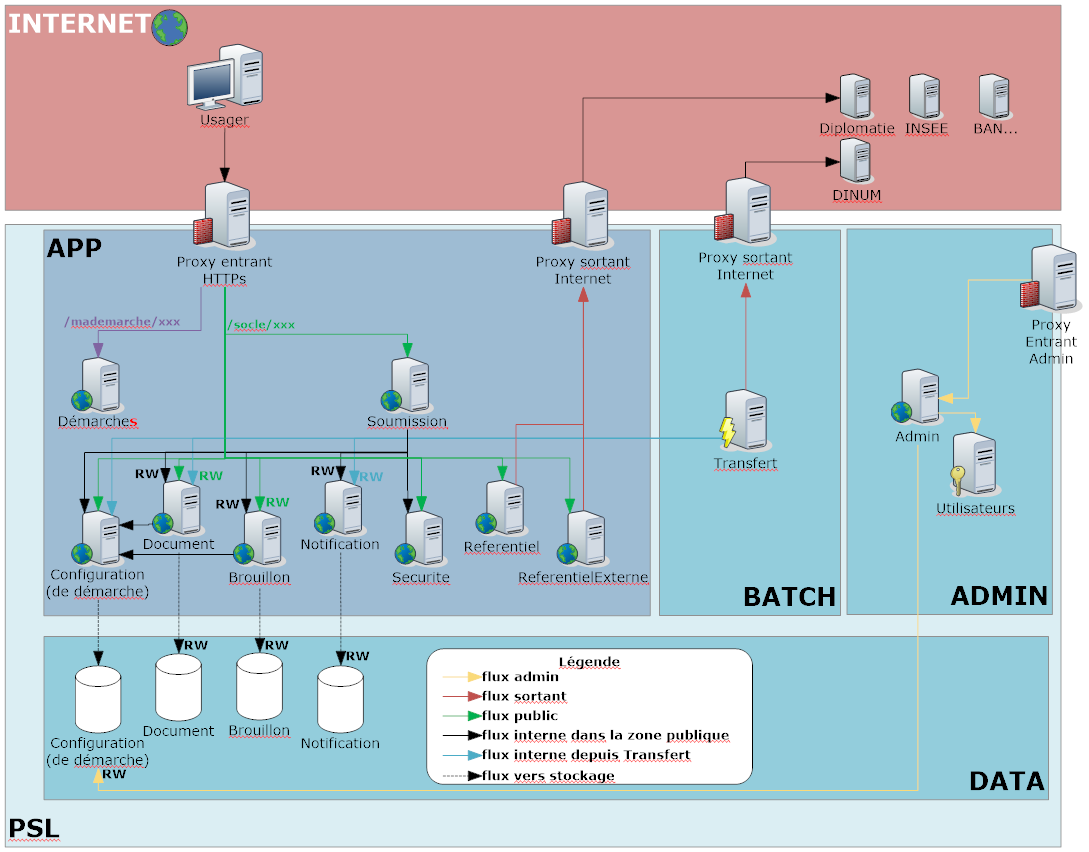 INTERNET
Usager
Diplomatie
INSEE
BAN...
DINUM
APP
Proxy entrant
HTTPs
Proxy sortant
Internet
Proxy sortant
Internet
Proxy
Entrant
Admin
/mademarche/xxx
/socle/xxx
Démarches
Soumission
Transfert
Admin
Utilisateurs
RW
RW
RW
RW
RW
RW
Document
Brouillon
Notification
Configuration
(de démarche)
Securite
Referentiel
ReferentielExterne
BATCH
ADMIN
RW
RW
RW
Configuration
(de démarche)
RW
Document
Brouillon
Notification
Légende
flux admin
flux sortant
flux public
flux interne dans la zone publique
flux interne depuis Transfert
flux vers stockage
DATA
PSL